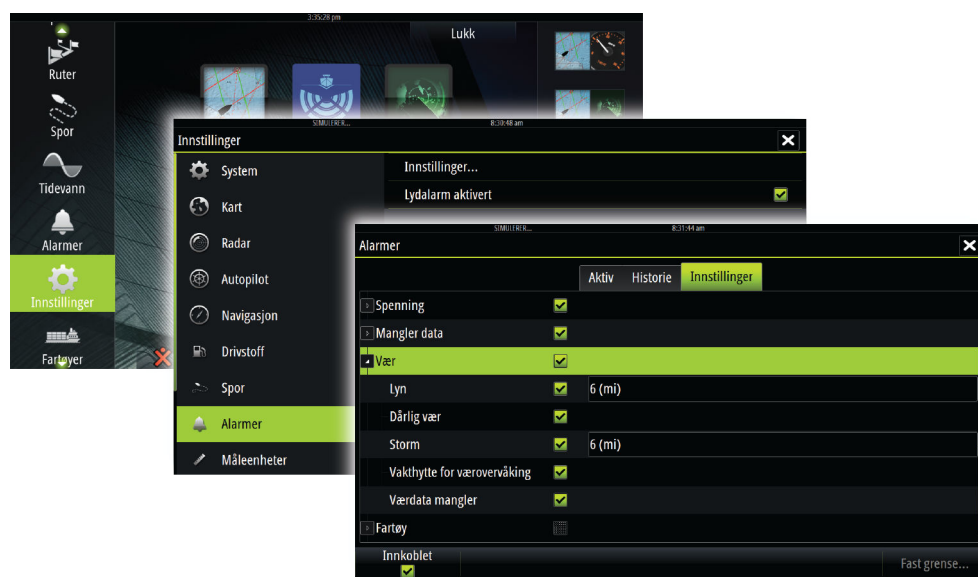 3:35:28 pm
Lukk
Ruter
Spor
Tidevann
Alarmer
Innstillinger
Fartøyer
SIMULERER... 8:30:48 am
Innstillinger
System
Kart
Radar
Autopilot
Navigasjon
Drivstoff
Spor
Alarmer
Måleenheter
Innstillinger...
Lydalarm aktivert
SIMULERER... 8:31:44 am
Alarmer
Aktiv Historie Innstillinger
Spenning
Mangler data
Vær
Lyn 6 (mi)
Dårlig vær
Storm 6 (mi)
Vakthytte for værovervåking
Værdata mangler
Fartøy
Innkoblet
Fast grense...